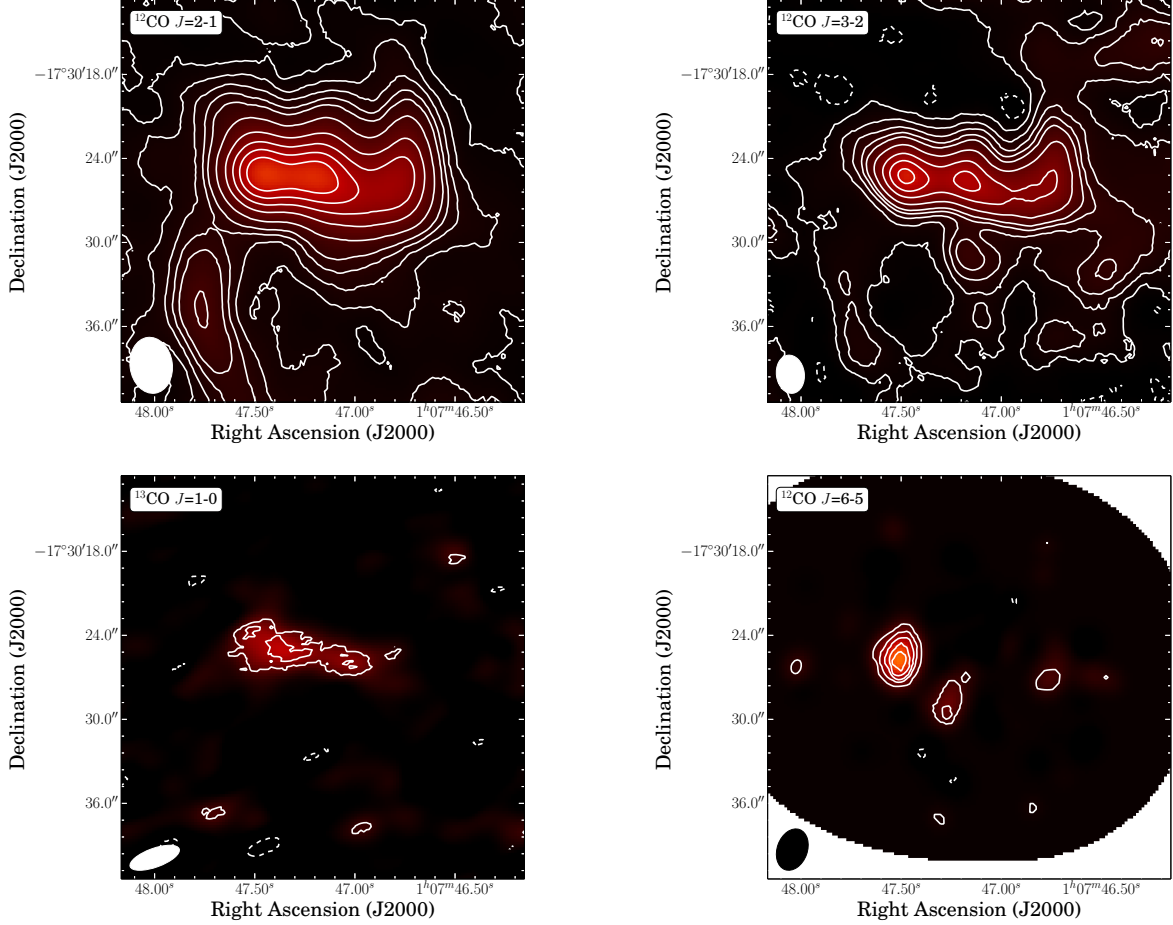 ¹²CO J=2-1
−17°30′18.0″
24.0″
30.0″
36.0″
Declination (J2000)
48.00ˢ 47.50ˢ 47.00ˢ 1ʰ07ᵐ46.50ˢ
Right Ascension (J2000)
¹²CO J=3-2
−17°30′18.0″
24.0″
30.0″
36.0″
Declination (J2000)
48.00ˢ 47.50ˢ 47.00ˢ 1ʰ07ᵐ46.50ˢ
Right Ascension (J2000)
¹³CO J=1-0
−17°30′18.0″
24.0″
30.0″
36.0″
Declination (J2000)
48.00ˢ 47.50ˢ 47.00ˢ 1ʰ07ᵐ46.50ˢ
Right Ascension (J2000)
¹²CO J=6-5
−17°30′18.0″
24.0″
30.0″
36.0″
Declination (J2000)
48.00ˢ 47.50ˢ 47.00ˢ 1ʰ07ᵐ46.50ˢ
Right Ascension (J2000)